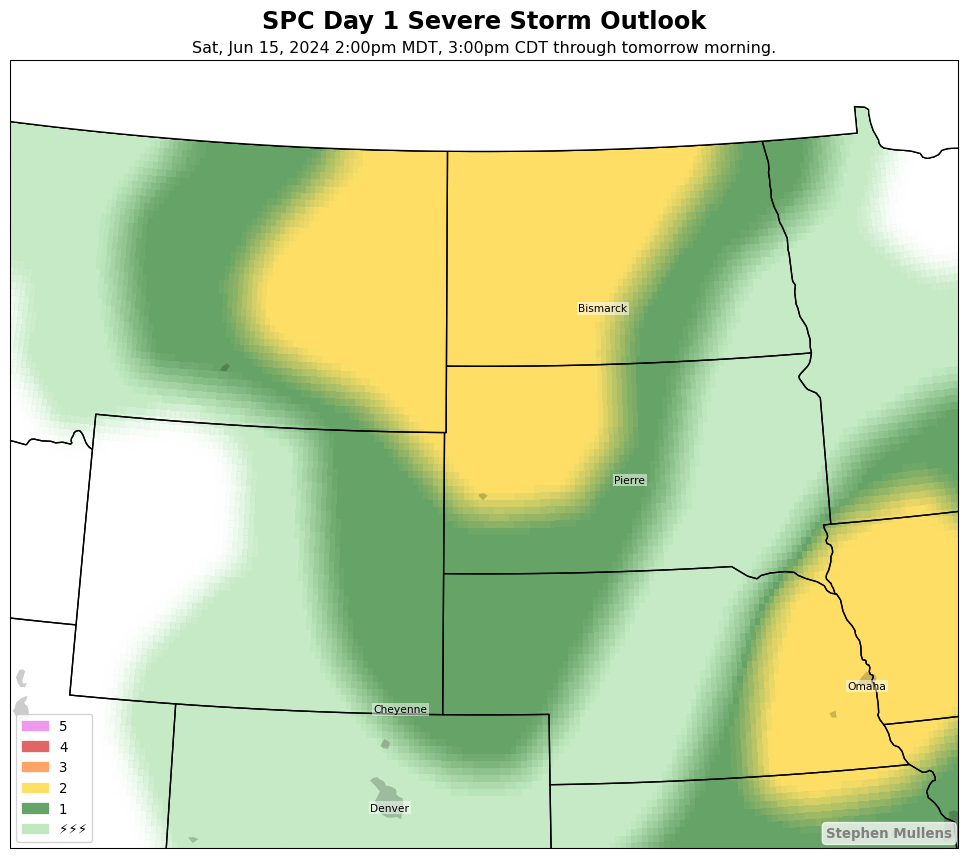 SPC Day 1 Severe Storm Outlook
Sat, Jun 15, 2024 2:00pm MDT, 3:00pm CDT through tomorrow morning.
Bismarck
Pierre
Omaha
Cheyenne
Denver
5
4
3
2
1
⚡⚡⚡
Stephen Mullens